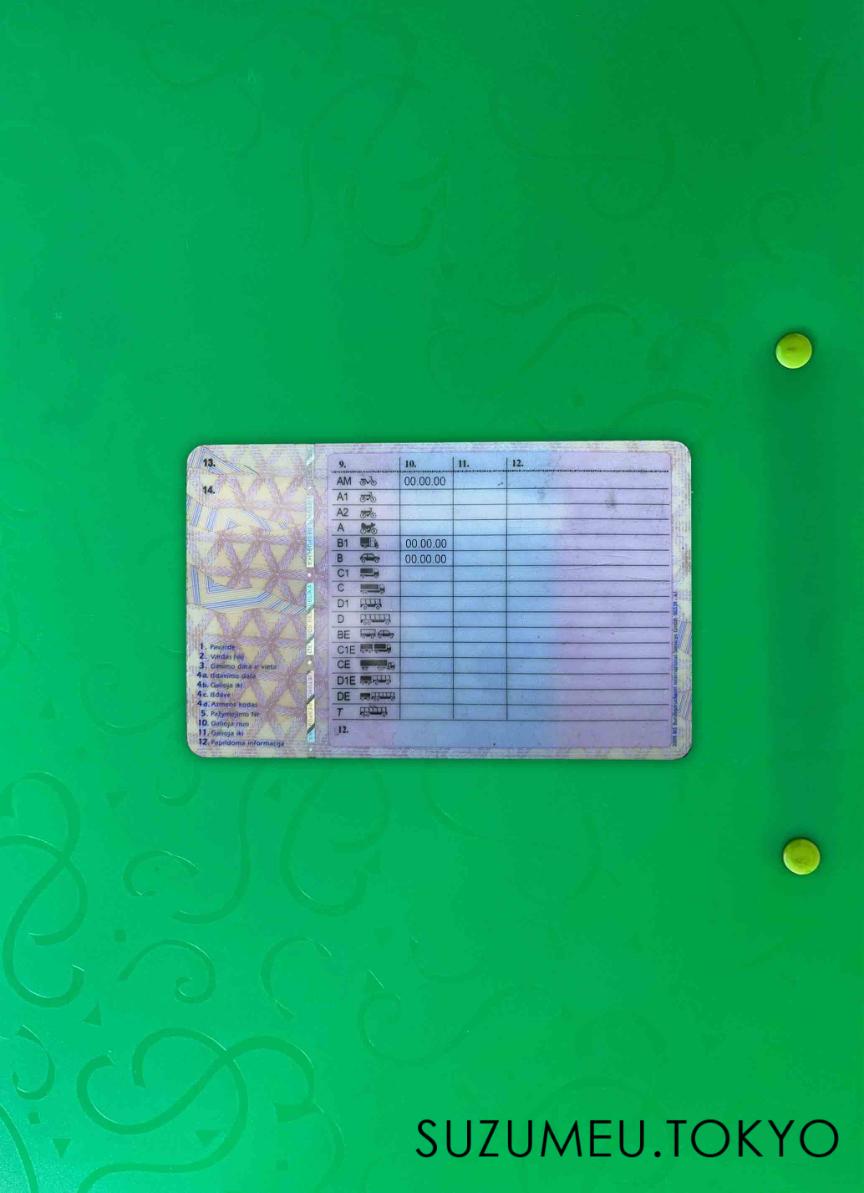 13.
14.
1. Pavardė
2. Vardas (ai)
3. Gimimo data ir vieta
4a. Išdavimo data
4b. Galioja iki
4c. Išdavė
4d. Asmens kodas
5. Pažymėjimo Nr
10. Galioja nuo
11. Galioja iki
12. Papildoma informacija
9. 10. 11. 12.
AM 00.00.00
A1
A2
A
B1 00.00.00
B 00.00.00
C1
C
D1
D
BE
C1E
CE
D1E
DE
T
12.
SUZUMEU.TOKYO